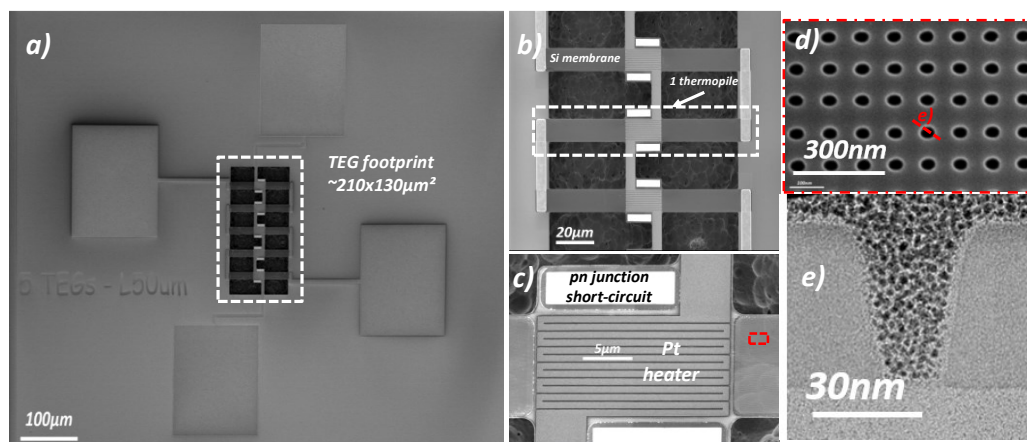 a)
TEG footprint
~210x130µm²
5 TEGs - L50um
100µm
b)
Si membrane
1 thermopile
20µm
c)
pn junction
short-circuit
5µm
Pt
heater
d)
300nm
100nm
e)
30nm